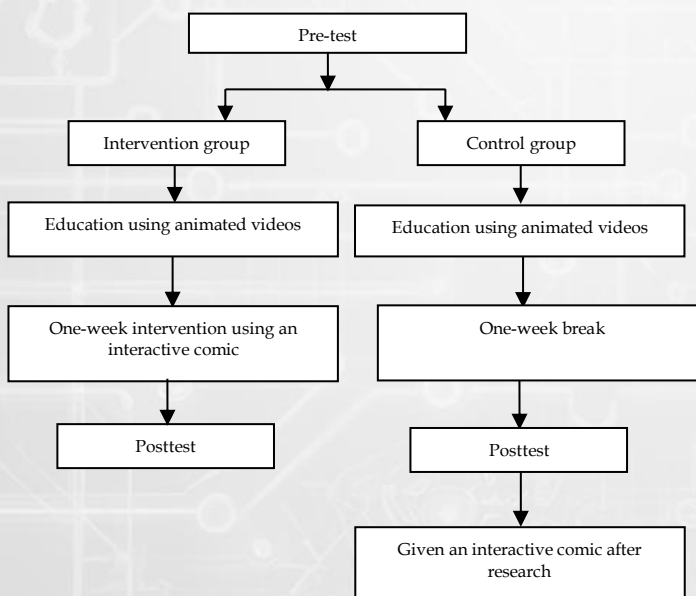 Pre-test
Intervention group
Control group
Education using animated videos
Education using animated videos
One-week intervention using an
interactive comic
One-week break
Posttest
Posttest
Given an interactive comic after
research